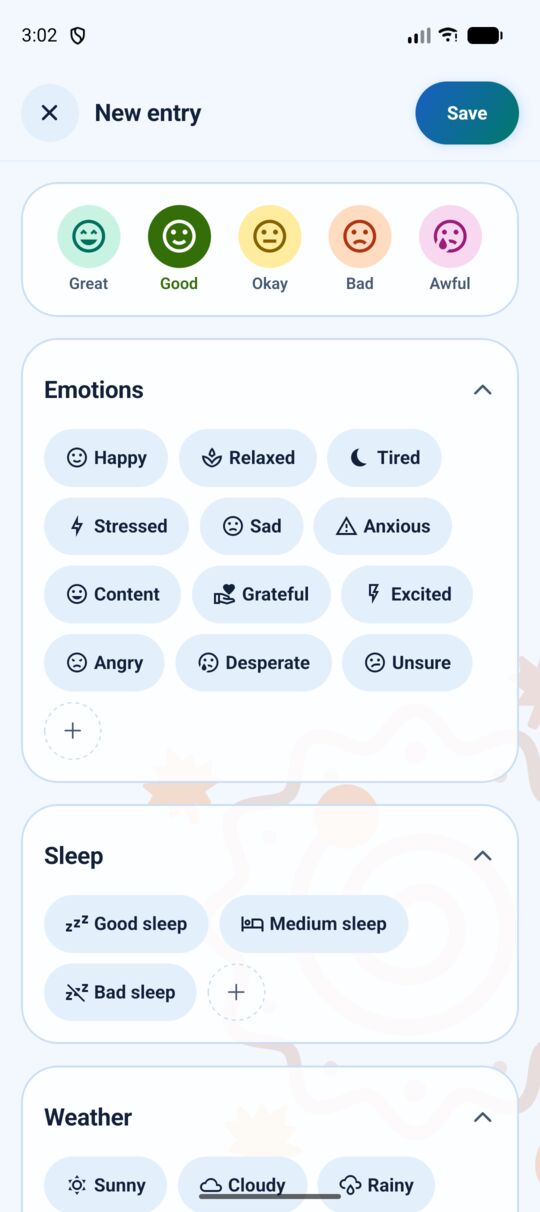 3:02
New entry
Save
Great Good Okay Bad Awful
Emotions
Happy Relaxed Tired
Stressed Sad Anxious
Content Grateful Excited
Angry Desperate Unsure
Sleep
Good sleep Medium sleep
Bad sleep
Weather
Sunny Cloudy Rainy